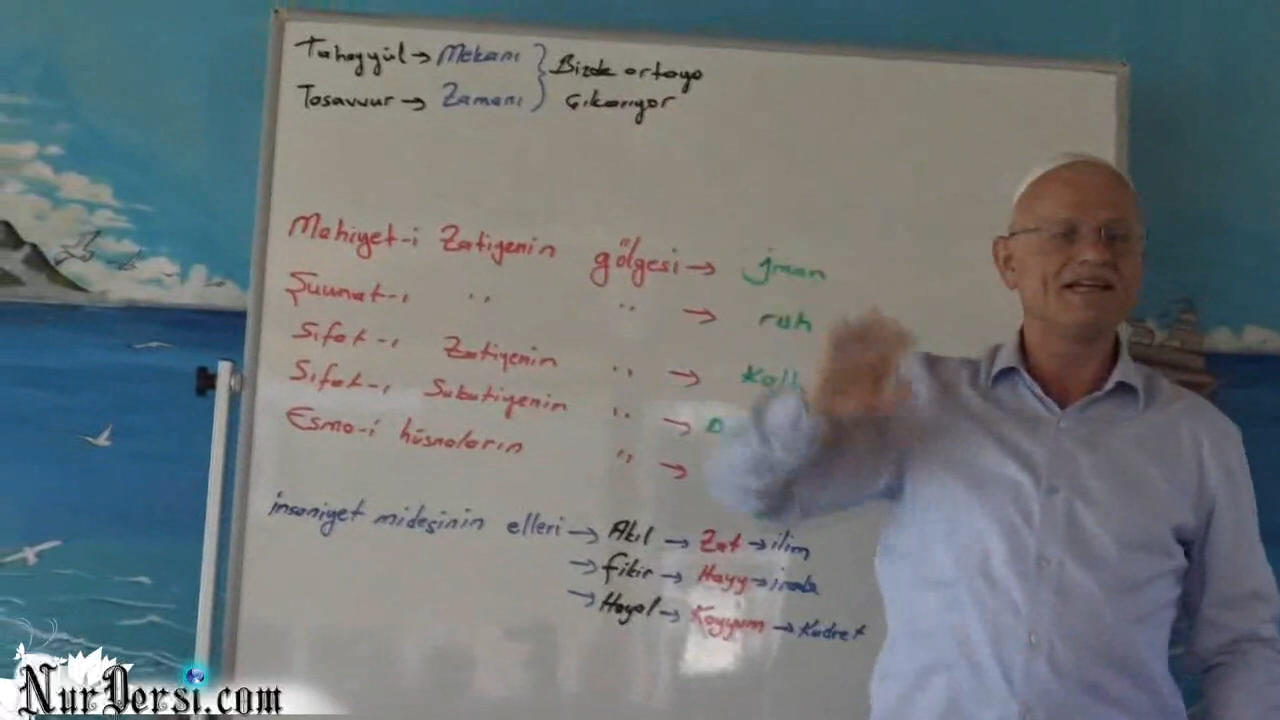 Tahayyül → Mekanı } Bizde ortaya
Tasavvur → Zamanı } Çıkarıyor
Mahiyet-i Zatiyenin gölgesi → iman
Şuunat-ı " " → ruh
Sıfat-ı Zatiyenin " → Kalb
Sıfat-ı Subutiyenin " →
Esma-i hüsnaların " →
insaniyet midesinin elleri → Akıl → Zat → ilim
→ fikir → Hayy → irade
→ Hayal → Kayyum → Kudret
NurDersi.com